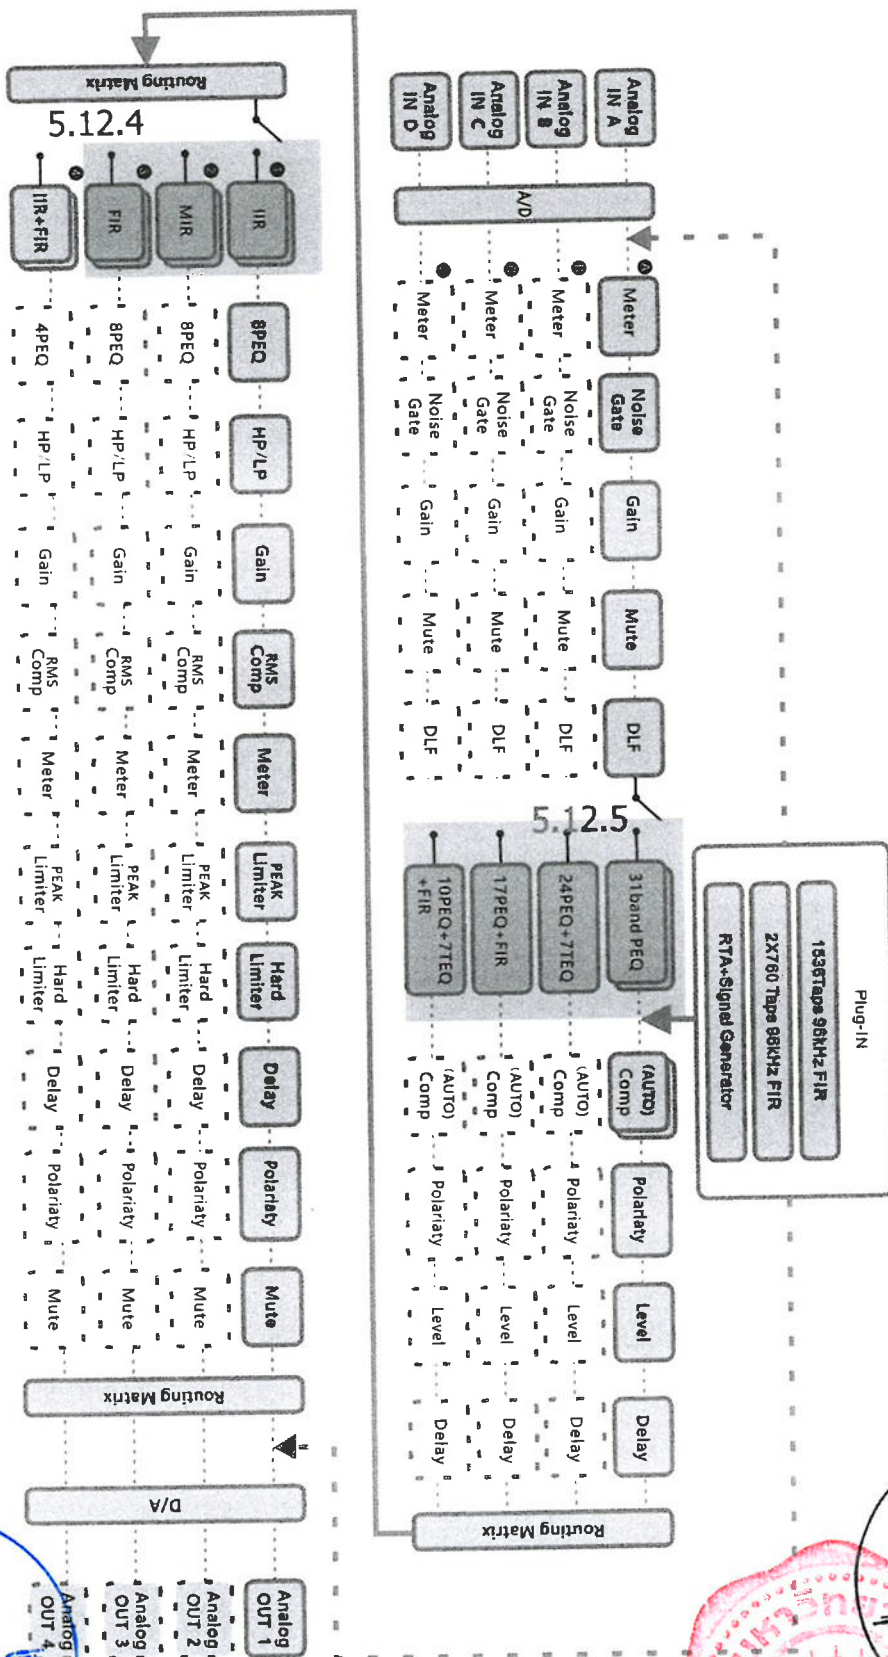 Plug-IN
1536Taps 96kHz FIR
2X760 Taps 96kHz FIR
RTA+Signal Generator
Analog IN A
Analog IN B
Analog IN C
Analog IN D
A/D
Meter
Noise Gate
Gain
Mute
DLF
31band PEQ
(AUTO) Comp
Polariaty
Level
Delay
Meter
Noise Gate
Gain
Mute
DLF
24PEQ+7TEQ
(AUTO) Comp
Polariaty
Level
Delay
Meter
Noise Gate
Gain
Mute
DLF
17PEQ+FIR
(AUTO) Comp
Polariaty
Level
Delay
Meter
Noise Gate
Gain
Mute
DLF
10PEQ+7TEQ +FIR
(AUTO) Comp
Polariaty
Level
Delay
5.12.5
Routing Matrix
Routing Matrix
5.12.4
IIR
8PEQ
HP/LP
Gain
RMS Comp
Meter
PEAK Limiter
Hard Limiter
Delay
Polariaty
Mute
MIR
8PEQ
HP/LP
Gain
RMS Comp
Meter
PEAK Limiter
Hard Limiter
Delay
Polariaty
Mute
FIR
8PEQ
HP/LP
Gain
RMS Comp
Meter
PEAK Limiter
Hard Limiter
Delay
Polariaty
Mute
IIR+FIR
4PEQ
HP/LP
Gain
RMS Comp
Meter
PEAK Limiter
Hard Limiter
Delay
Polariaty
Mute
Routing Matrix
D/A
Analog OUT 1
Analog OUT 2
Analog OUT 3
Analog OUT 4